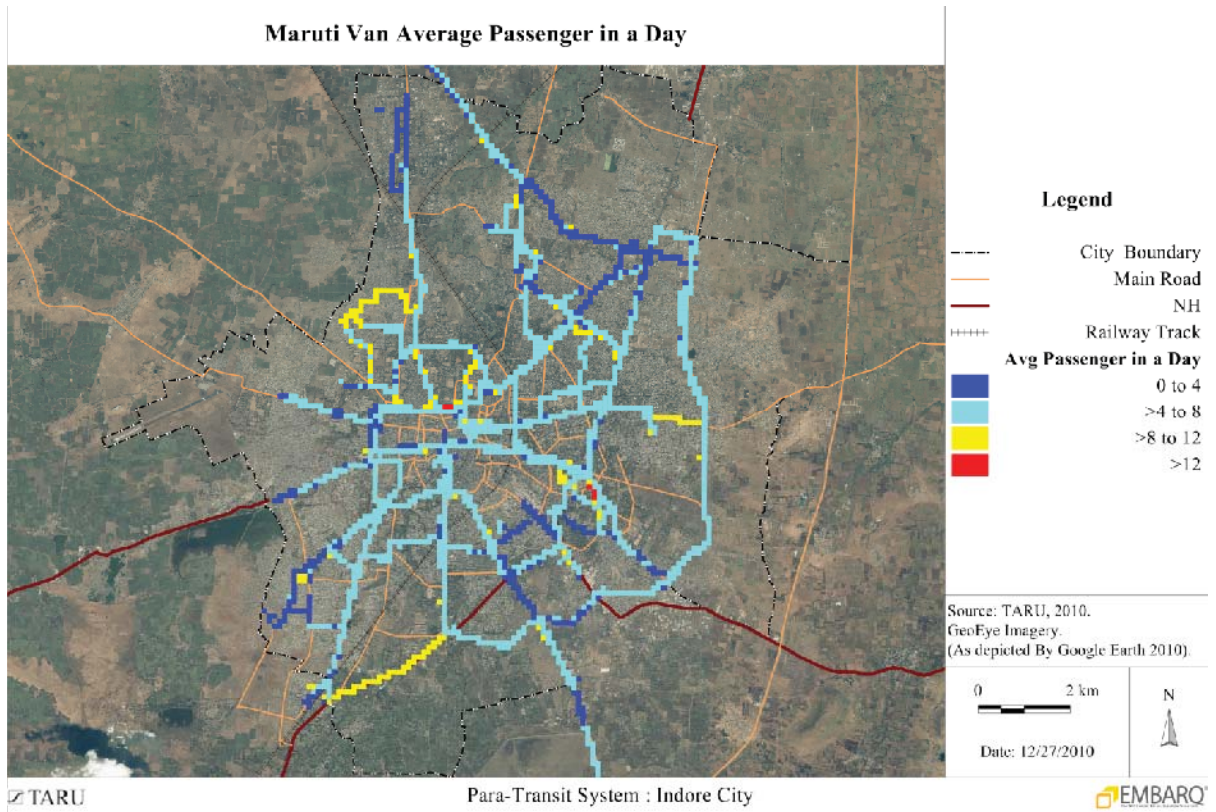 Maruti Van Average Passenger in a Day
Legend
City Boundary
Main Road
NH
Railway Track
Avg Passenger in a Day
0 to 4
>4 to 8
>8 to 12
>12
Source: TARU, 2010.
GeoEye Imagery.
(As depicted By Google Earth 2010).
0 2 km
N
Date: 12/27/2010
TARU
Para-Transit System : Indore City
EMBARQ